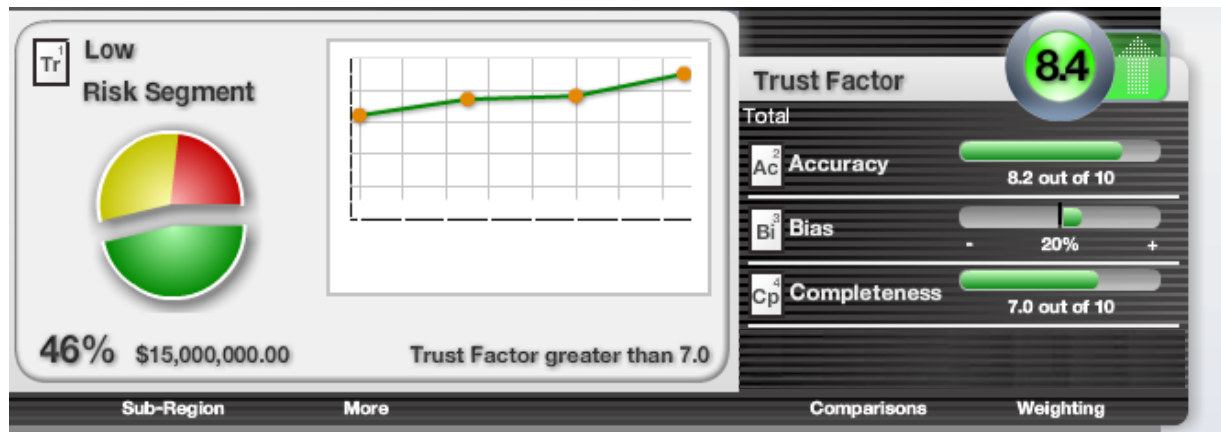 1
Tr
Low
Risk Segment
46% $15,000,000.00
Trust Factor greater than 7.0
8.4
Trust Factor
Total
2
Ac
Accuracy
8.2 out of 10
3
Bi
Bias
- 20% +
4
Cp
Completeness
7.0 out of 10
Sub-Region More Comparisons Weighting